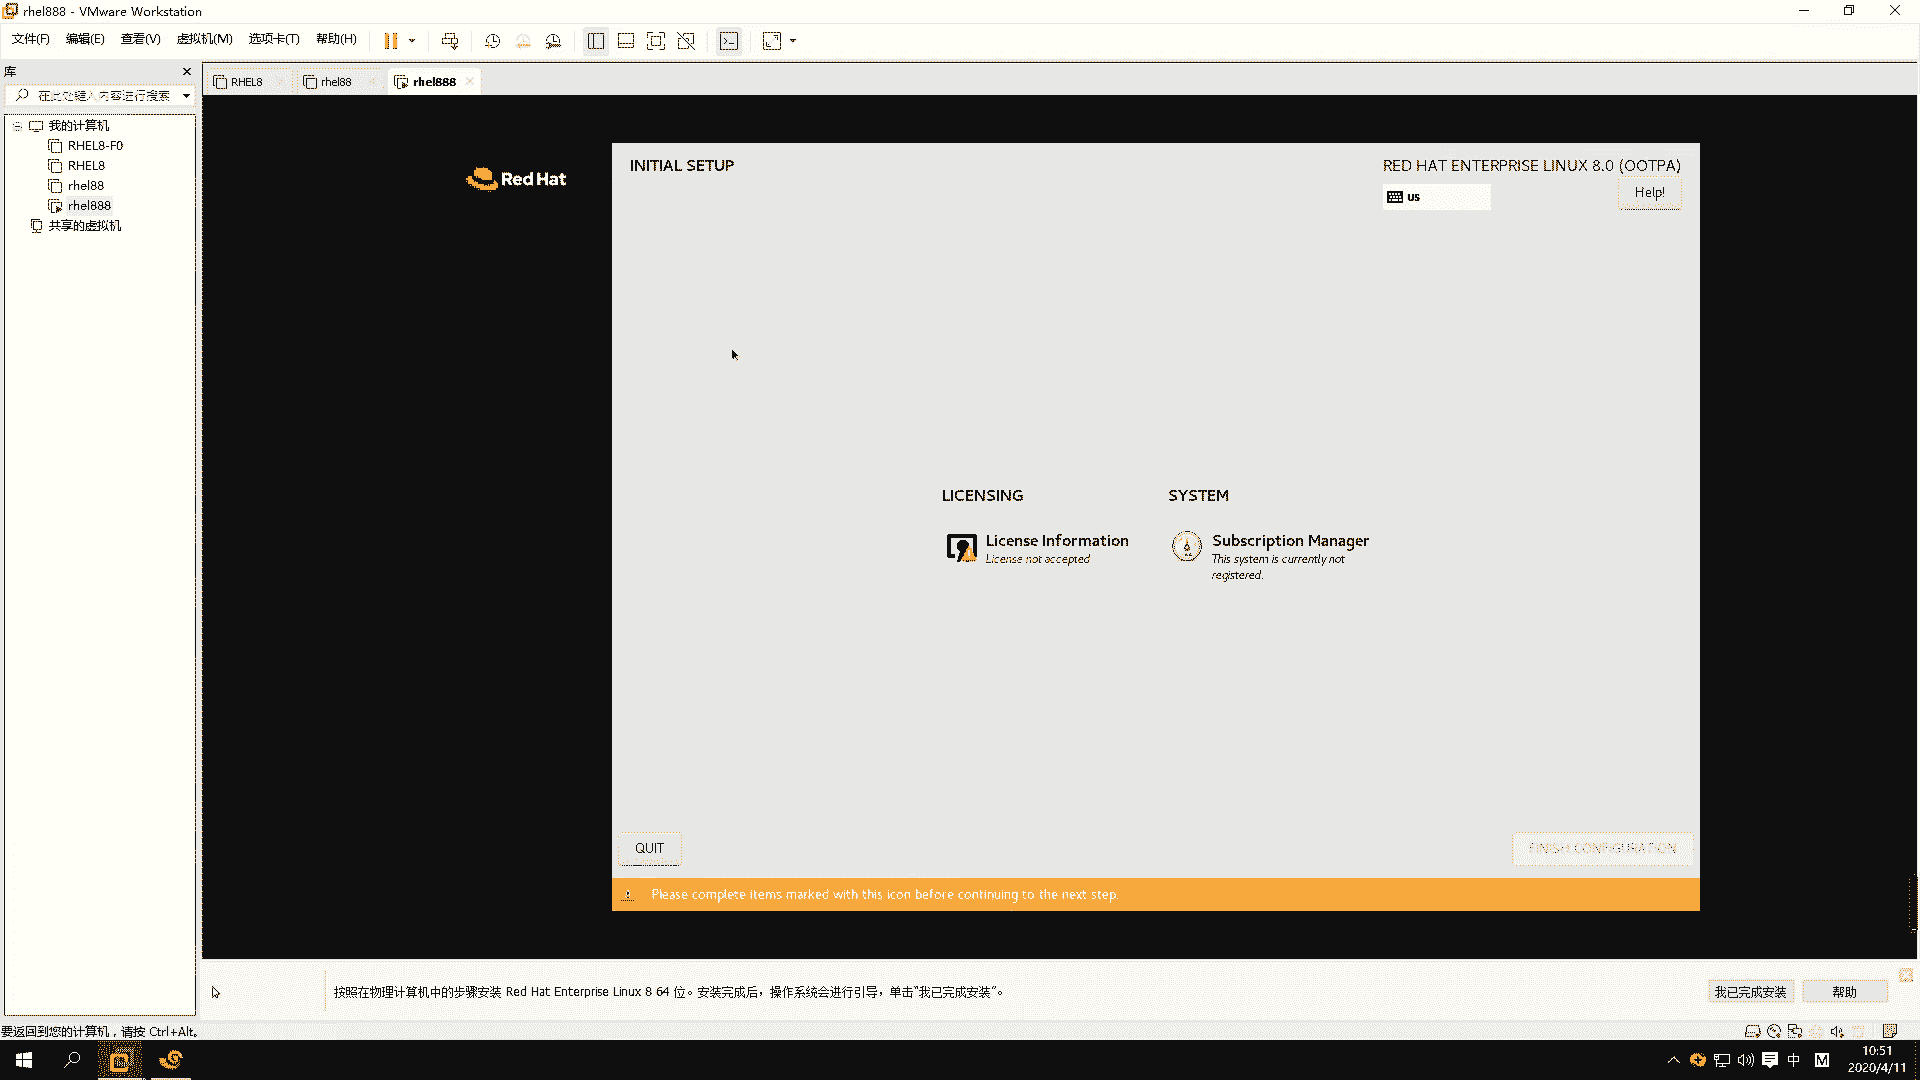 rhel888 - VMware Workstation
文件(F) 编辑(E) 查看(V) 虚拟机(M) 选项卡(T) 帮助(H)
库
在此处键入内容进行搜索
我的计算机
RHEL8-F0
RHEL8
rhel88
rhel888
共享的虚拟机
RHEL8 rhel88 rhel888
Red Hat
INITIAL SETUP
RED HAT ENTERPRISE LINUX 8.0 (OOTPA)
us
Help!
LICENSING
License Information
License not accepted
SYSTEM
Subscription Manager
This system is currently not
registered.
QUIT
FINISH CONFIGURATION
Please complete items marked with this icon before continuing to the next step.
按照在物理计算机中的步骤安装 Red Hat Enterprise Linux 8 64 位。安装完成后，操作系统会进行引导，单击“我已完成安装”。
我已完成安装
帮助
要返回到您的计算机，请按 Ctrl+Alt。
中
M
10:51
2020/4/11